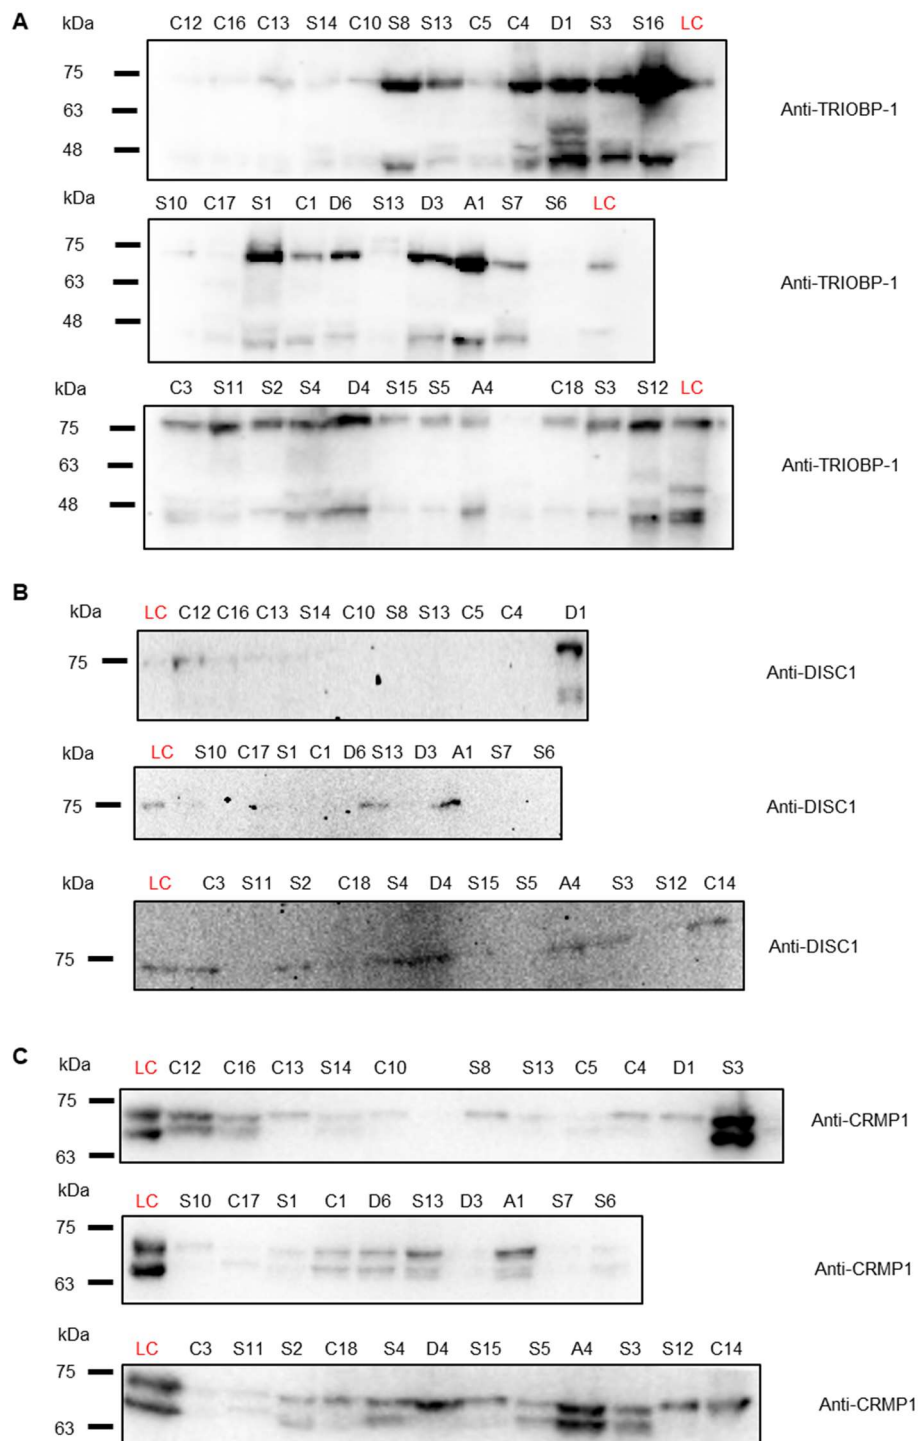 A
kDa C12 C16 C13 S14 C10 S8 S13 C5 C4 D1 S3 S16 LC
75
63
48
Anti-TRIOBP-1
kDa
S10 C17 S1 C1 D6 S13 D3 A1 S7 S6 LC
75
63
48
Anti-TRIOBP-1
kDa C3 S11 S2 S4 D4 S15 S5 A4 C18 S3 S12 LC
75
63
48
Anti-TRIOBP-1
B
kDa LC C12 C16 C13 S14 C10 S8 S13 C5 C4 D1
75
Anti-DISC1
kDa LC S10 C17 S1 C1 D6 S13 D3 A1 S7 S6
75
Anti-DISC1
kDa LC C3 S11 S2 C18 S4 D4 S15 S5 A4 S3 S12 C14
75
Anti-DISC1
C
kDa LC C12 C16 C13 S14 C10 S8 S13 C5 C4 D1 S3
75
63
Anti-CRMP1
kDa LC S10 C17 S1 C1 D6 S13 D3 A1 S7 S6
75
63
Anti-CRMP1
kDa LC C3 S11 S2 C18 S4 D4 S15 S5 A4 S3 S12 C14
75
63
Anti-CRMP1